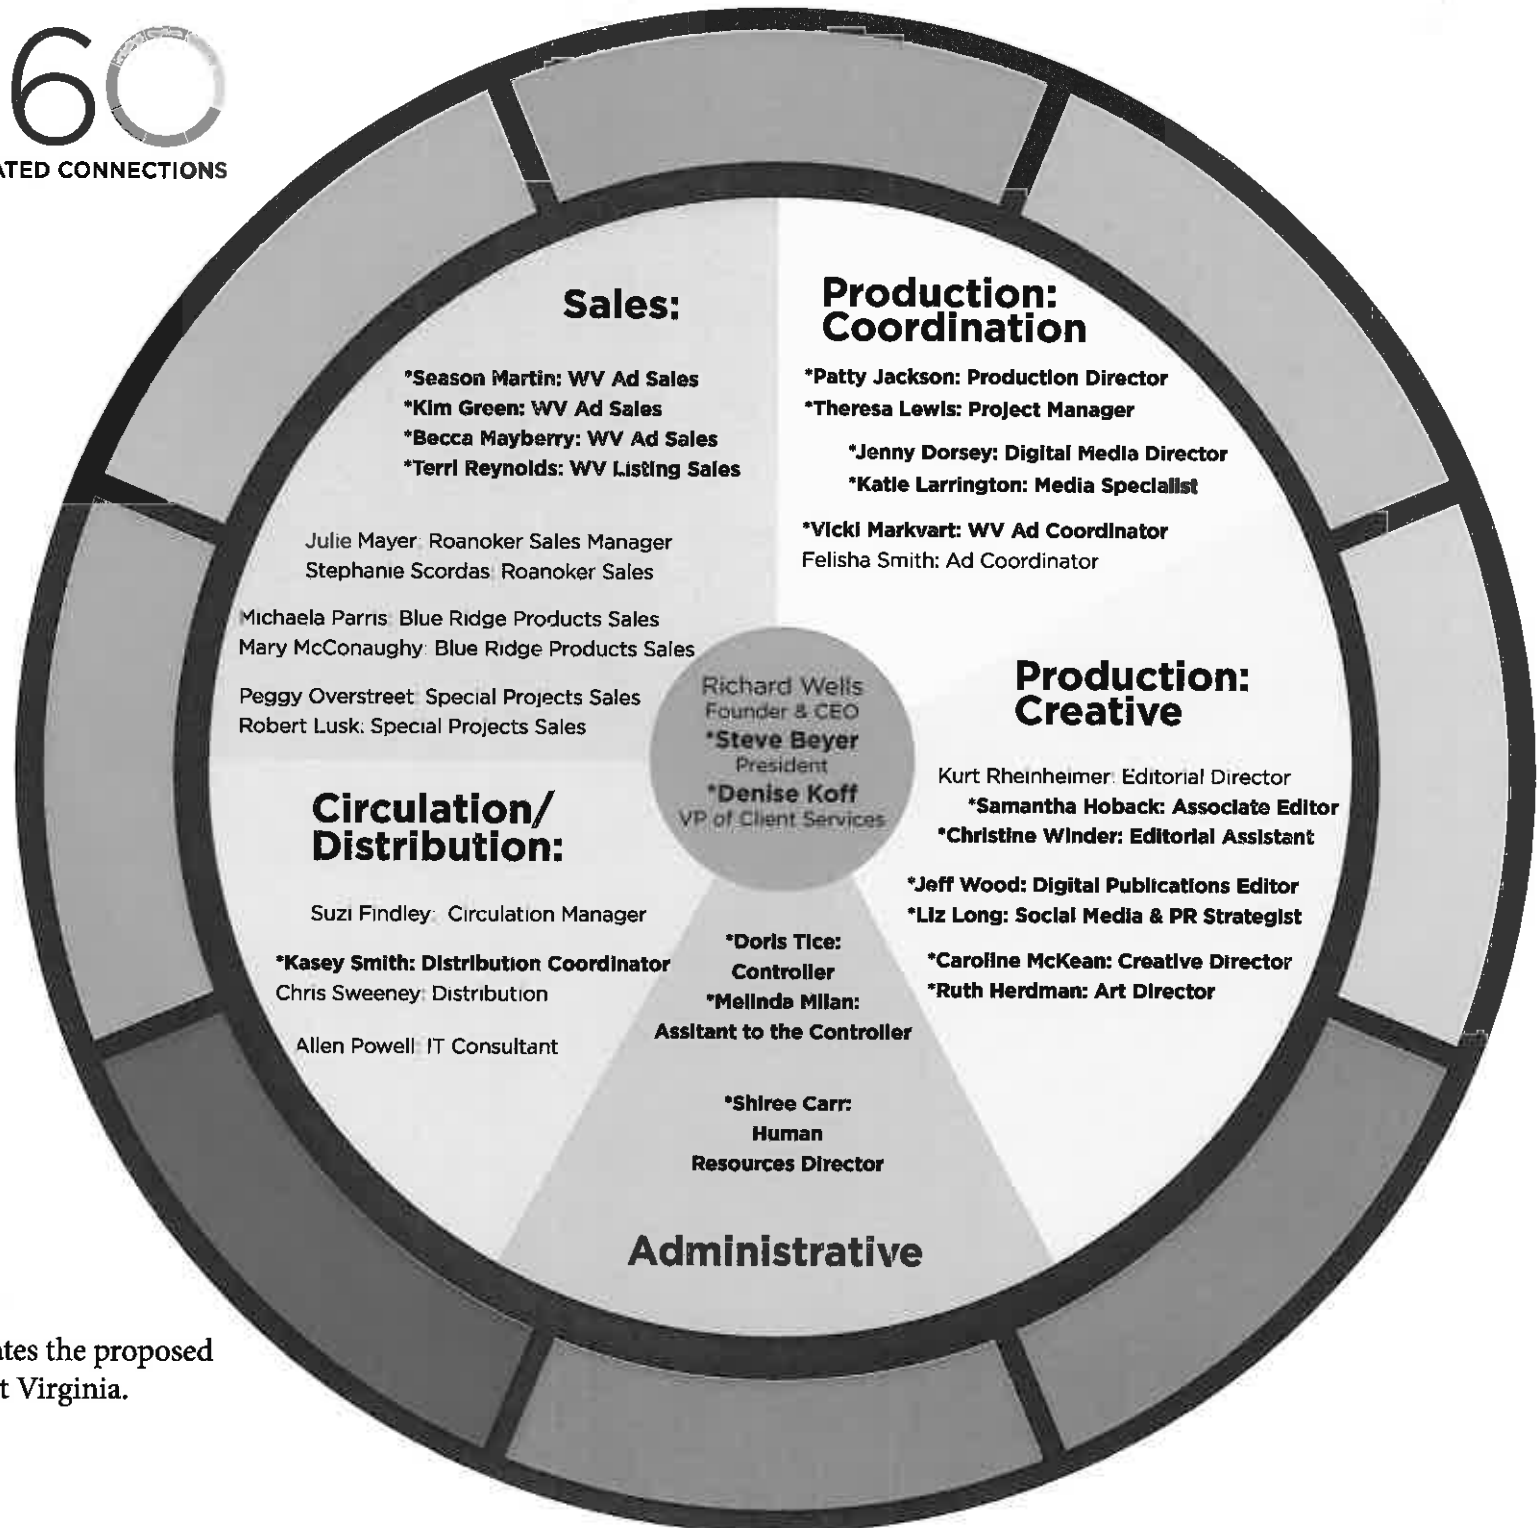 60
ATED CONNECTIONS
Sales:
*Season Martin: WV Ad Sales
*Kim Green: WV Ad Sales
*Becca Mayberry: WV Ad Sales
*Terri Reynolds: WV Listing Sales
Julie Mayer: Roanoker Sales Manager
Stephanie Scordas: Roanoker Sales
Michaela Parris: Blue Ridge Products Sales
Mary McConaughy: Blue Ridge Products Sales
Peggy Overstreet: Special Projects Sales
Robert Lusk: Special Projects Sales
Production:
Coordination
*Patty Jackson: Production Director
*Theresa Lewis: Project Manager
*Jenny Dorsey: Digital Media Director
*Katie Larrington: Media Specialist
*Vicki Markvart: WV Ad Coordinator
Felisha Smith: Ad Coordinator
Richard Wells
Founder & CEO
*Steve Beyer
President
*Denise Koff
VP of Client Services
Production:
Creative
Kurt Rheinheimer: Editorial Director
*Samantha Hoback: Associate Editor
*Christine Winder: Editorial Assistant
*Jeff Wood: Digital Publications Editor
*Liz Long: Social Media & PR Strategist
*Caroline McKean: Creative Director
*Ruth Herdman: Art Director
Circulation/
Distribution:
Suzi Findley: Circulation Manager
*Kasey Smith: Distribution Coordinator
Chris Sweeney: Distribution
Allen Powell: IT Consultant
*Doris Tice:
Controller
*Melinda Milan:
Assitant to the Controller
*Shiree Carr:
Human
Resources Director
Administrative
ates the proposed
t Virginia.